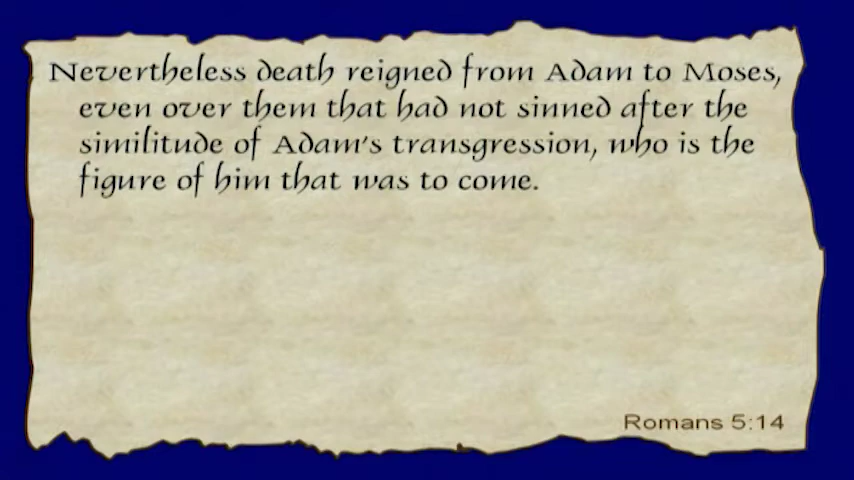 Nevertheless death reigned from Adam to Moses,
even over them that had not sinned after the
similitude of Adam's transgression, who is the
figure of him that was to come.
Romans 5:14